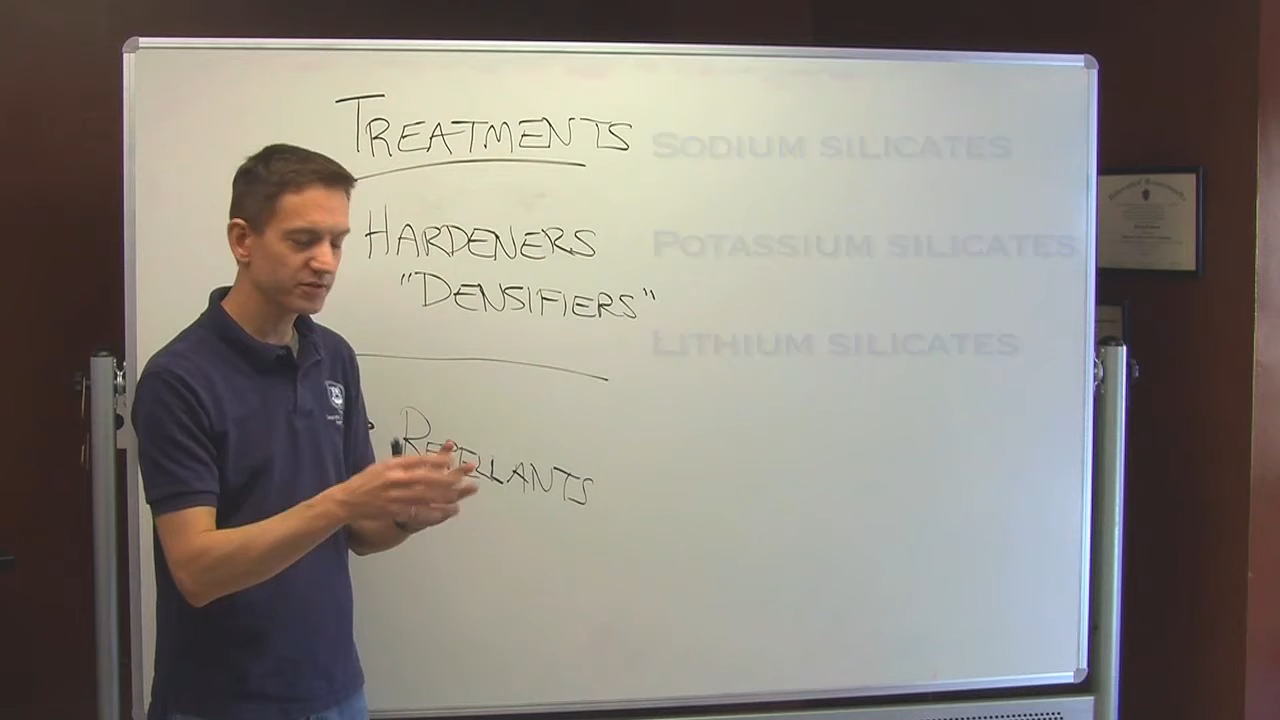 TREATMENTS
HARDENERS
"DENSIFIERS"
REPELLANTS
SODIUM SILICATES
POTASSIUM SILICATES
LITHIUM SILICATES